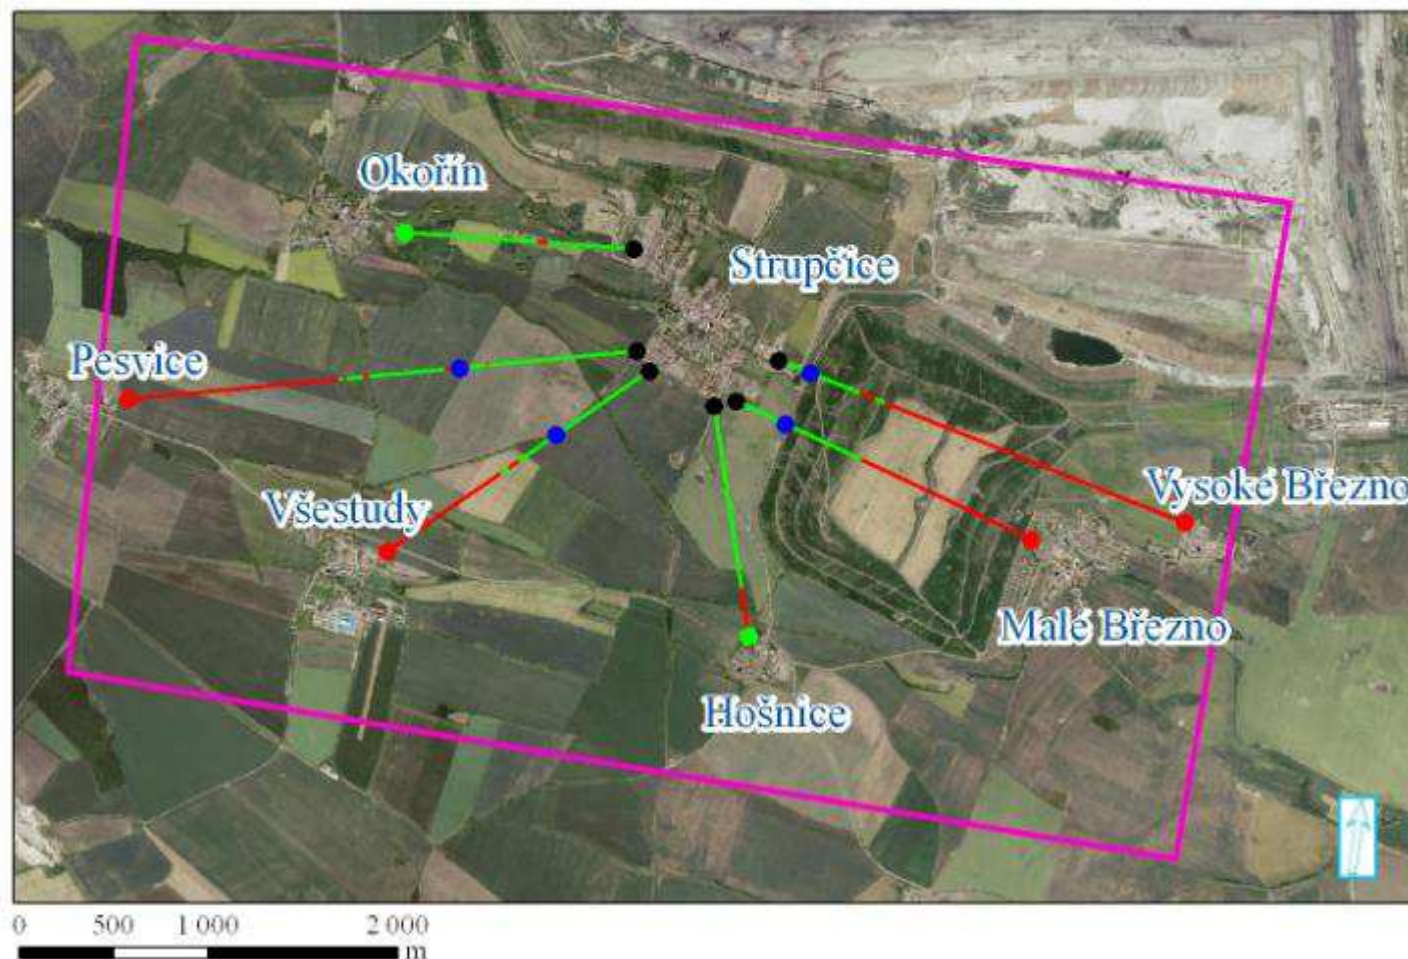 Okořín
Strupčice
Pesvice
Vysoké Březno
Všestudy
Malé Březno
Hošnice
0 500 1 000 2 000
m